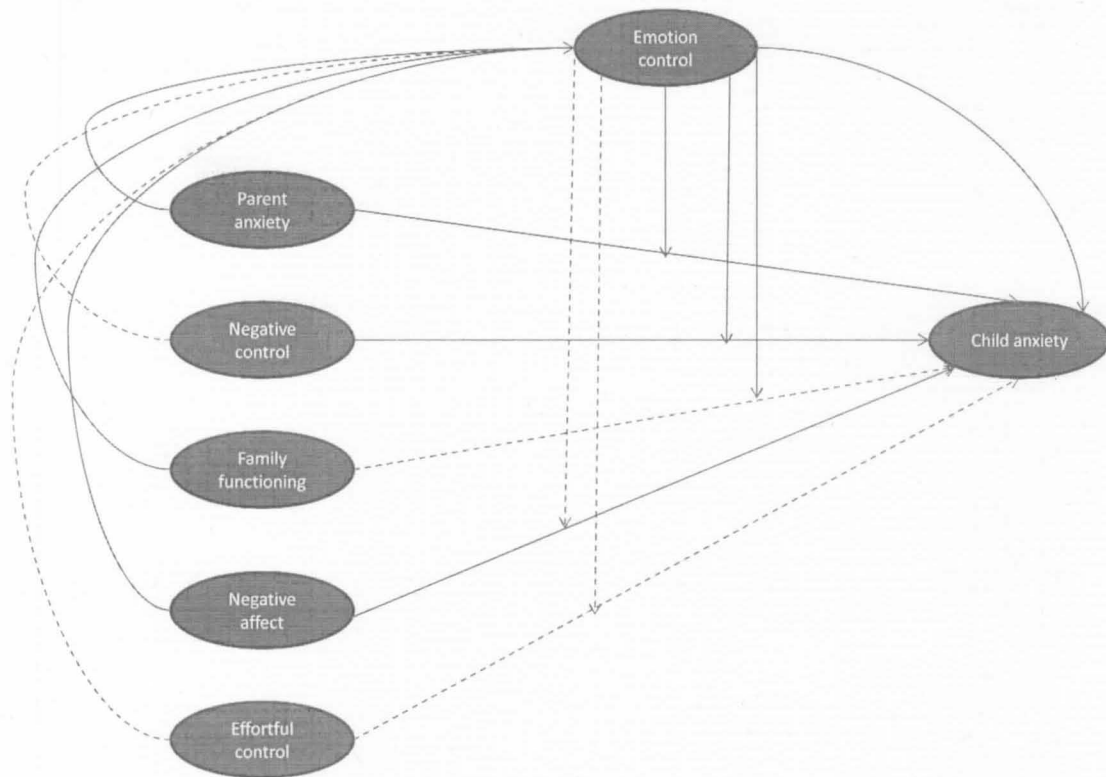 Emotion
control
Parent
anxiety
Negative
control
Child anxiety
Family
functioning
Negative
affect
Effortful
control